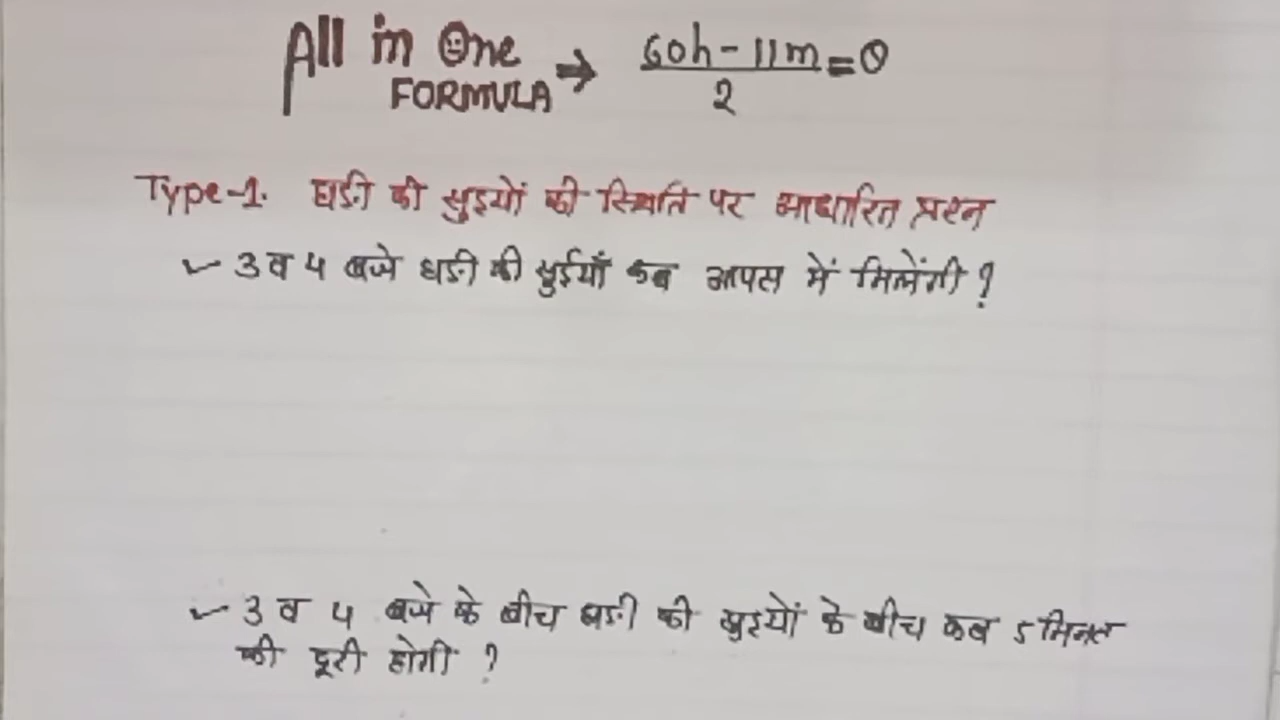 All in One
FORMULA → 60h - 11m / 2 = θ
Type-1. घड़ी की सुइयों की स्थिति पर आधारित प्रश्न
✓ 3 व 4 बजे घड़ी की सुईयाँ कब आपस में मिलेंगी ?
✓ 3 व 4 बजे के बीच घड़ी की सुइयों के बीच कब 5 मिनट
की दूरी होगी ?